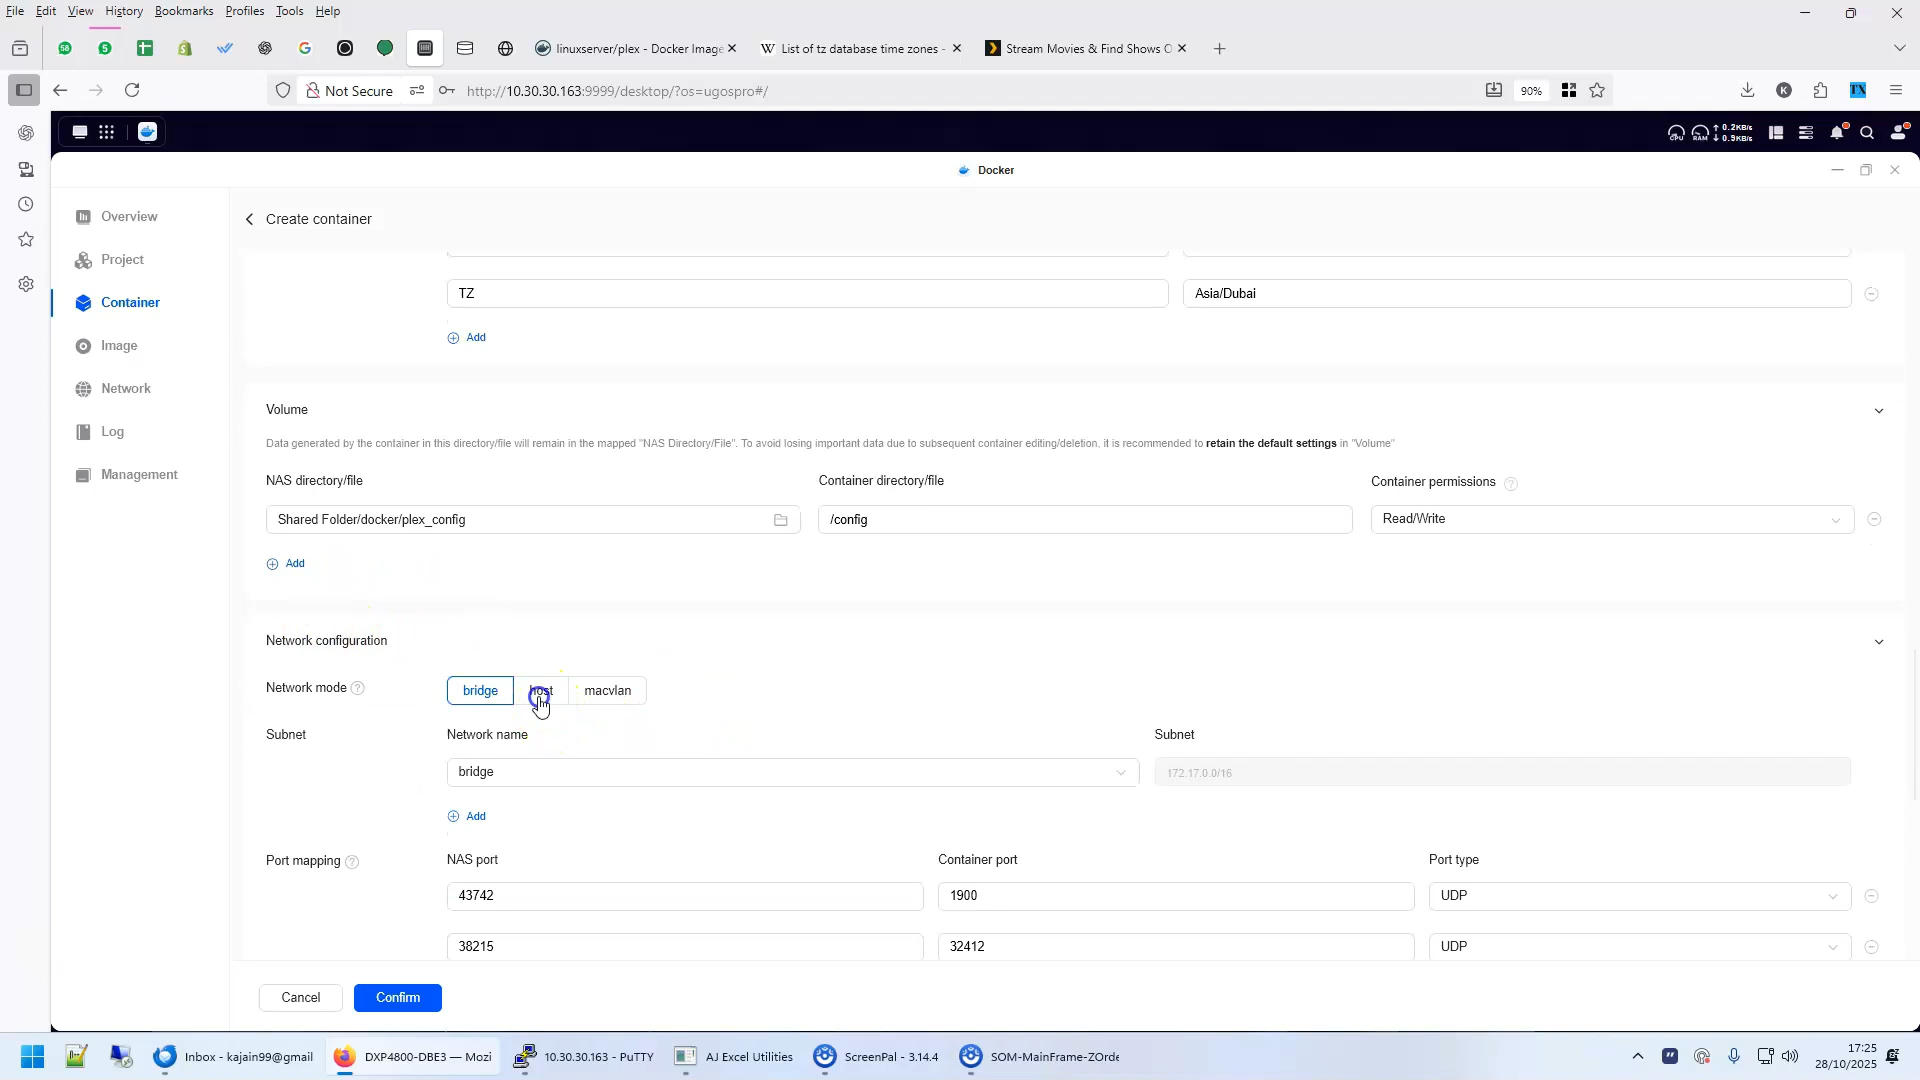 File Edit View History Bookmarks Profiles Tools Help
linuxserver/plex - Docker Image
List of tz database time zones -
Stream Movies & Find Shows O
Not Secure
http://10.30.30.163:9999/desktop/?os=ugospro#/
90%
K
TX
CPU
RAM
0.2KB/s
0.9KB/s
Docker
Overview
Project
Container
Image
Network
Log
Management
Create container
TZ
Asia/Dubai
Add
Volume
Data generated by the container in this directory/file will remain in the mapped "NAS Directory/File". To avoid losing important data due to subsequent container editing/deletion, it is recommended to retain the default settings in "Volume"
NAS directory/file
Container directory/file
Container permissions ?
Shared Folder/docker/plex_config
/config
Read/Write
Add
Network configuration
Network mode ?
bridge
host
macvlan
Subnet
Network name
Subnet
bridge
172.17.0.0/16
Add
Port mapping ?
NAS port
Container port
Port type
43742
1900
UDP
38215
32412
UDP
Cancel
Confirm
Inbox - kajain99@gmail
DXP4800-DBE3 — Mozi
10.30.30.163 - PuTTY
AJ Excel Utilities
ScreenPal - 3.14.4
SOM-MainFrame-ZOrde
17:25
28/10/2025